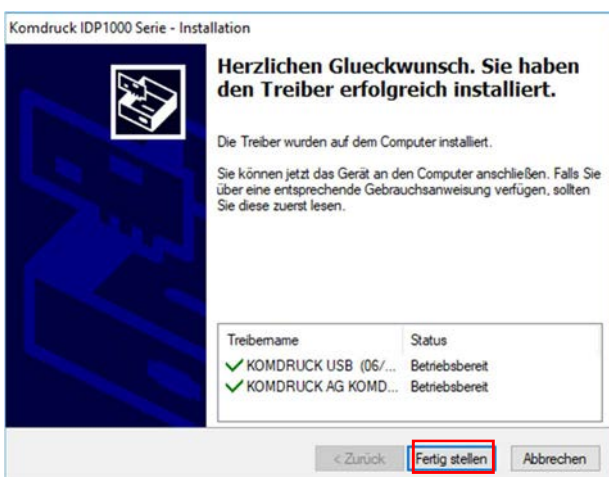 Komdruck IDP1000 Serie - Installation
Herzlichen Glueckwunsch. Sie haben
den Treiber erfolgreich installiert.
Die Treiber wurden auf dem Computer installiert.
Sie können jetzt das Gerät an den Computer anschließen. Falls Sie
über eine entsprechende Gebrauchsanweisung verfügen, sollten
Sie diese zuerst lesen.
Treibername Status
KOMDRUCK USB (06/... Betriebsbereit
KOMDRUCK AG KOMD... Betriebsbereit
< Zurück Fertig stellen Abbrechen